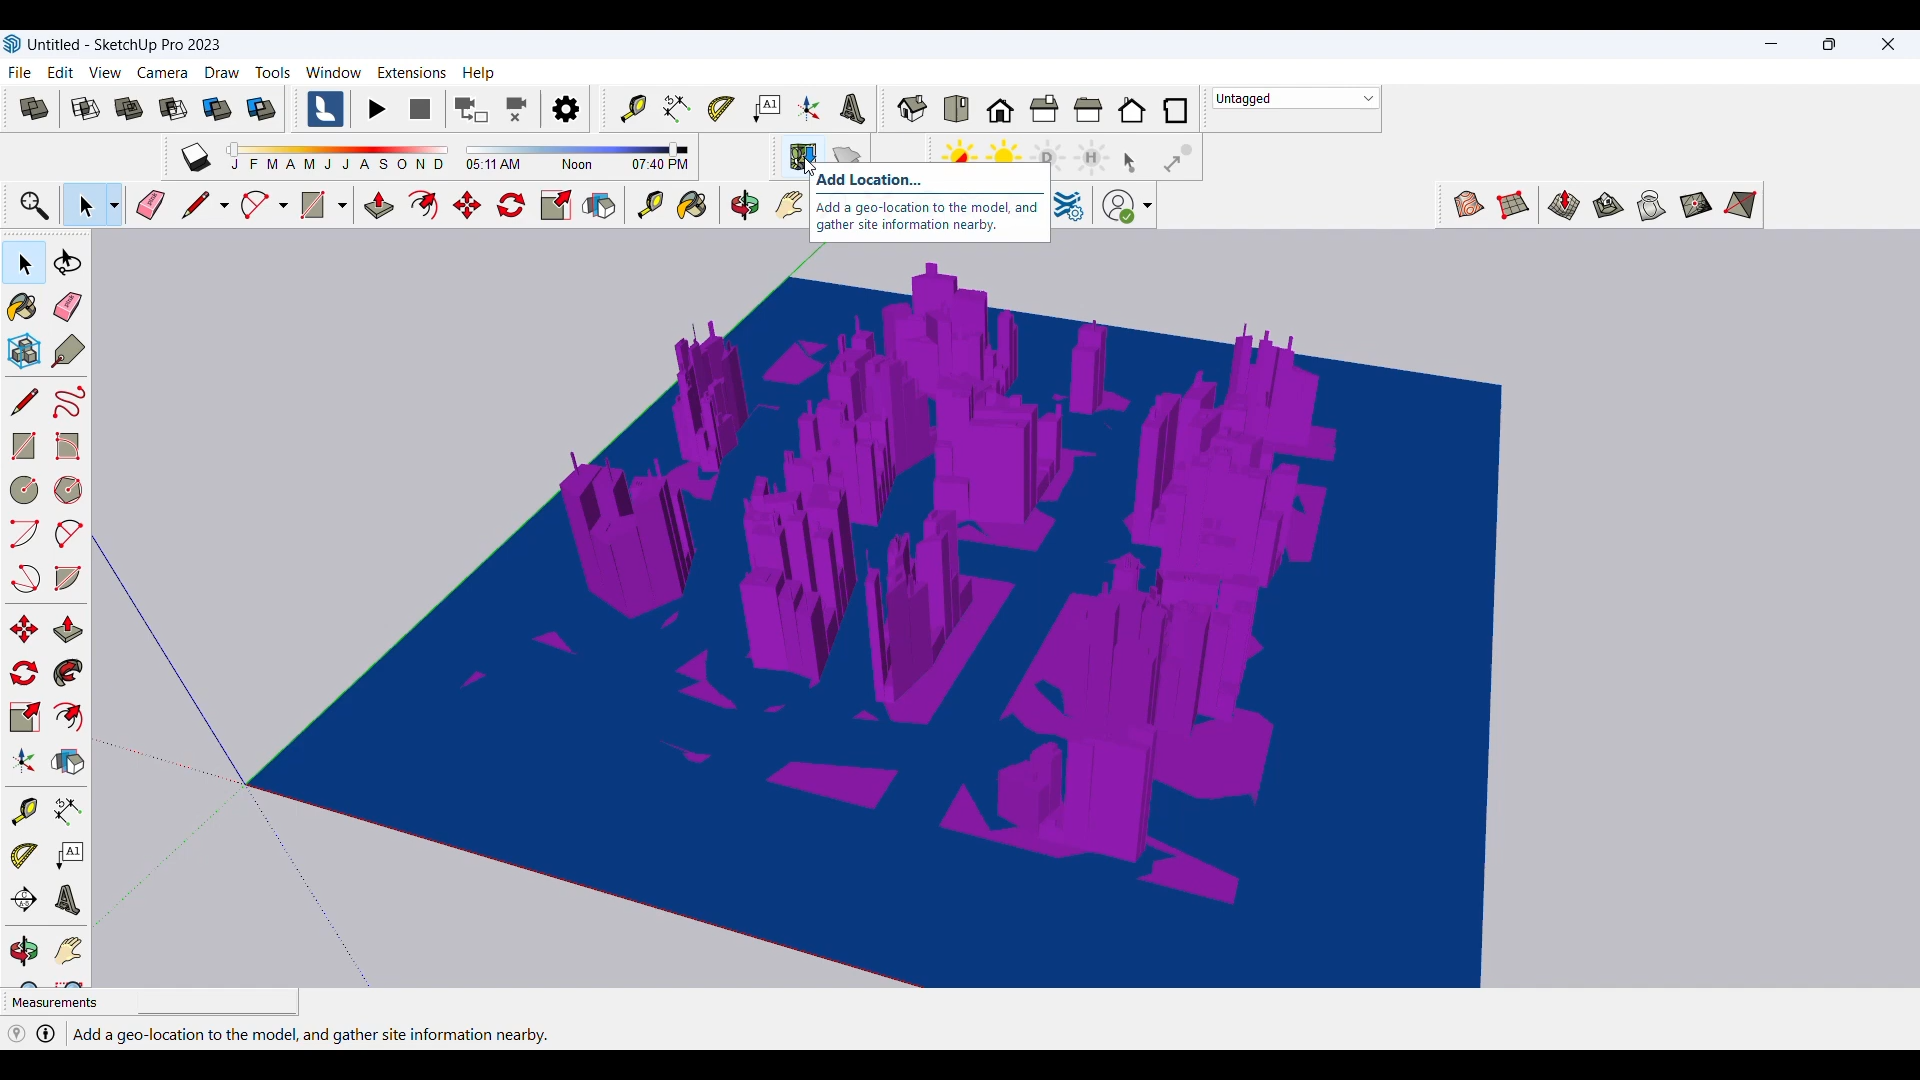 Untitled - SketchUp Pro 2023
File Edit View Camera Draw Tools Window Extensions Help
A1
Untagged
J F M A M J J A S O N D 05:11 AM Noon 07:40 PM
D H
Add Location...
Add a geo-location to the model, and
gather site information nearby.
A1
Measurements
Add a geo-location to the model, and gather site information nearby.